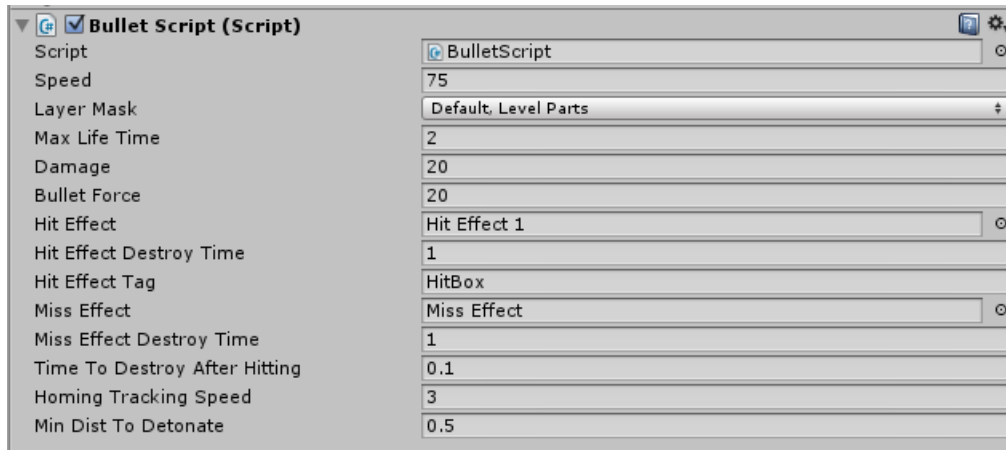 Bullet Script (Script)
Script BulletScript
Speed 75
Layer Mask Default, Level Parts
Max Life Time 2
Damage 20
Bullet Force 20
Hit Effect Hit Effect 1
Hit Effect Destroy Time 1
Hit Effect Tag HitBox
Miss Effect Miss Effect
Miss Effect Destroy Time 1
Time To Destroy After Hitting 0.1
Homing Tracking Speed 3
Min Dist To Detonate 0.5